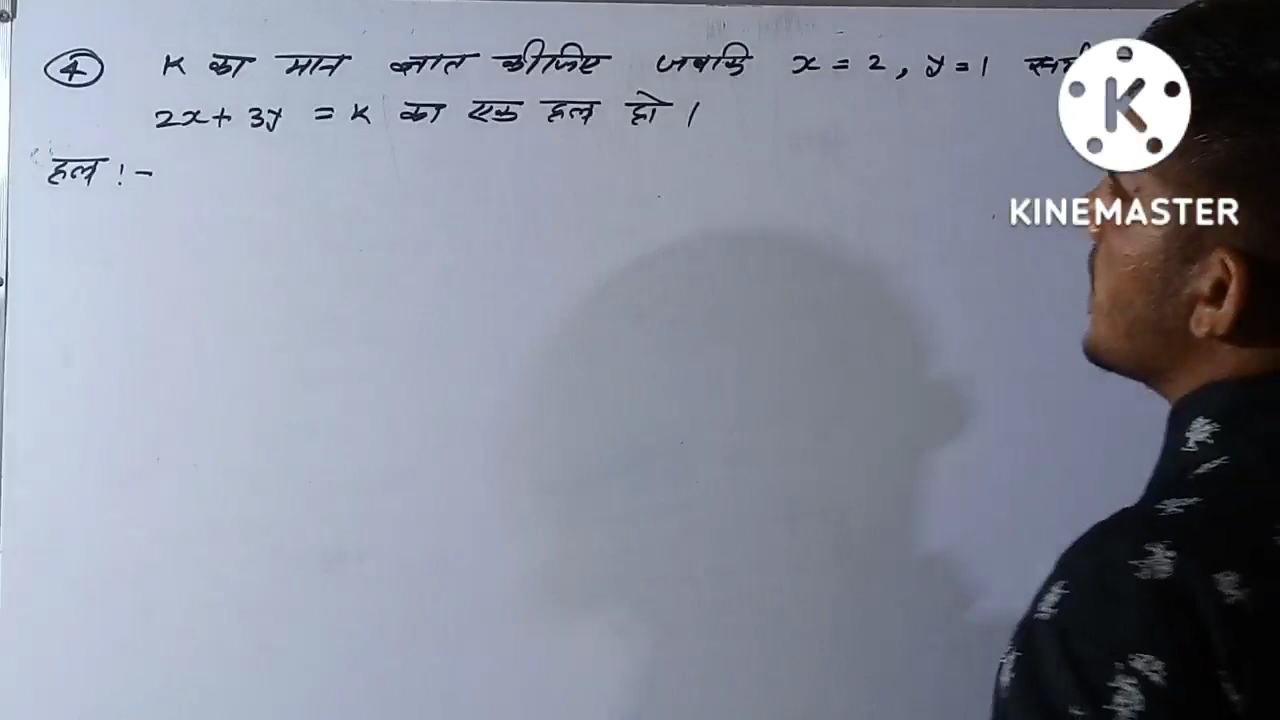 ④ K का मान ज्ञात कीजिए जबकि x = 2, y = 1
2x + 3y = K का एक हल हो ।
हल :-
K
KINEMASTER